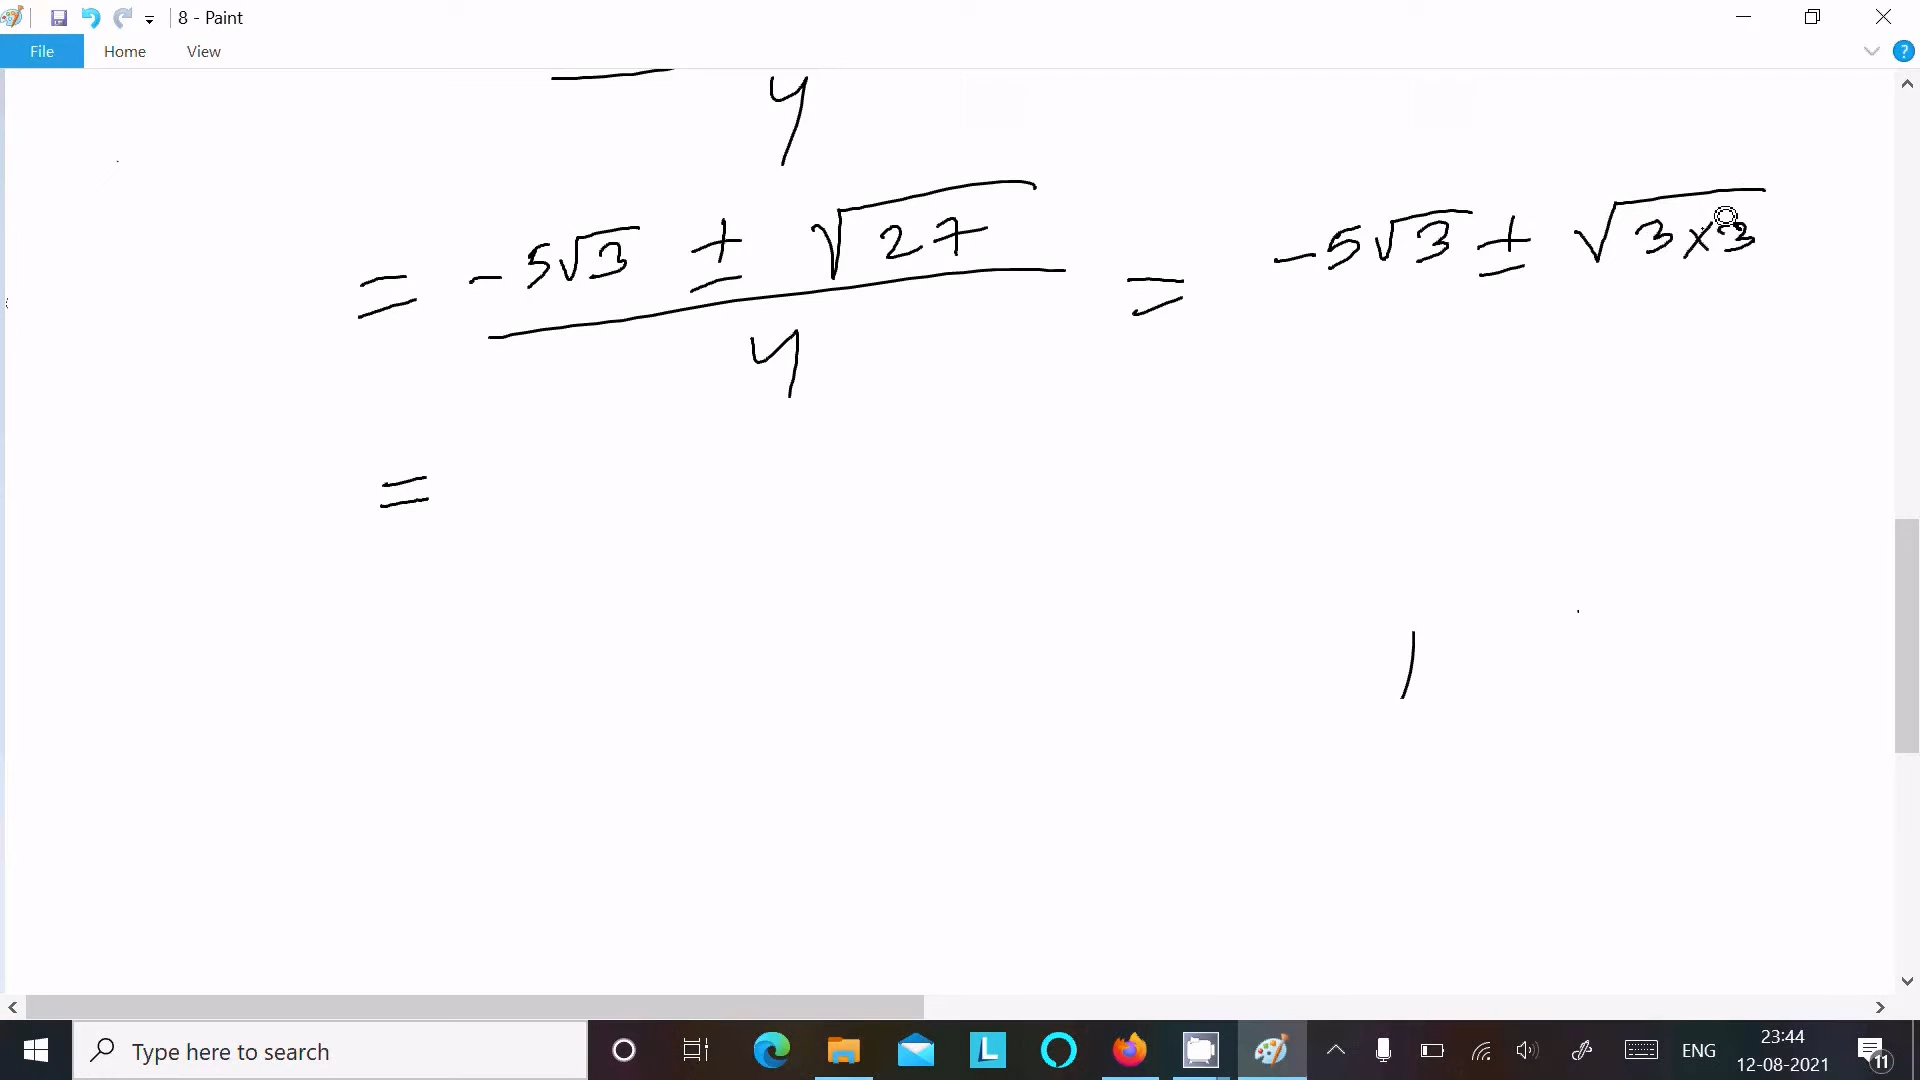 8 - Paint
File Home View
4
= -5√3 ± √27 = -5√3 ± √3×3
4
=
Type here to search
ENG
23:44
12-08-2021
11